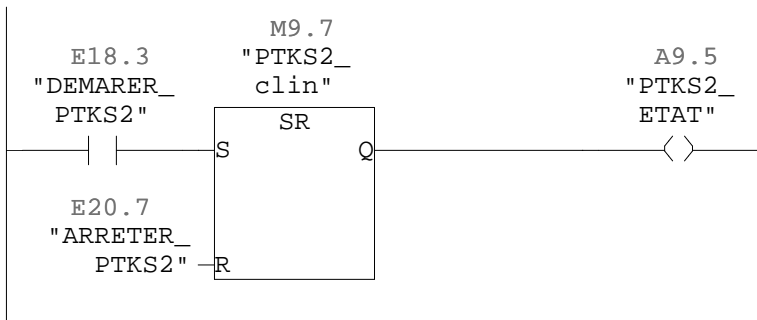 M9.7
E18.3
"PTKS2_
A9.5
"DEMARER_
clin"
"PTKS2_
PTKS2"
SR
ETAT"
S
Q
E20.7
"ARRETER_
PTKS2"
R